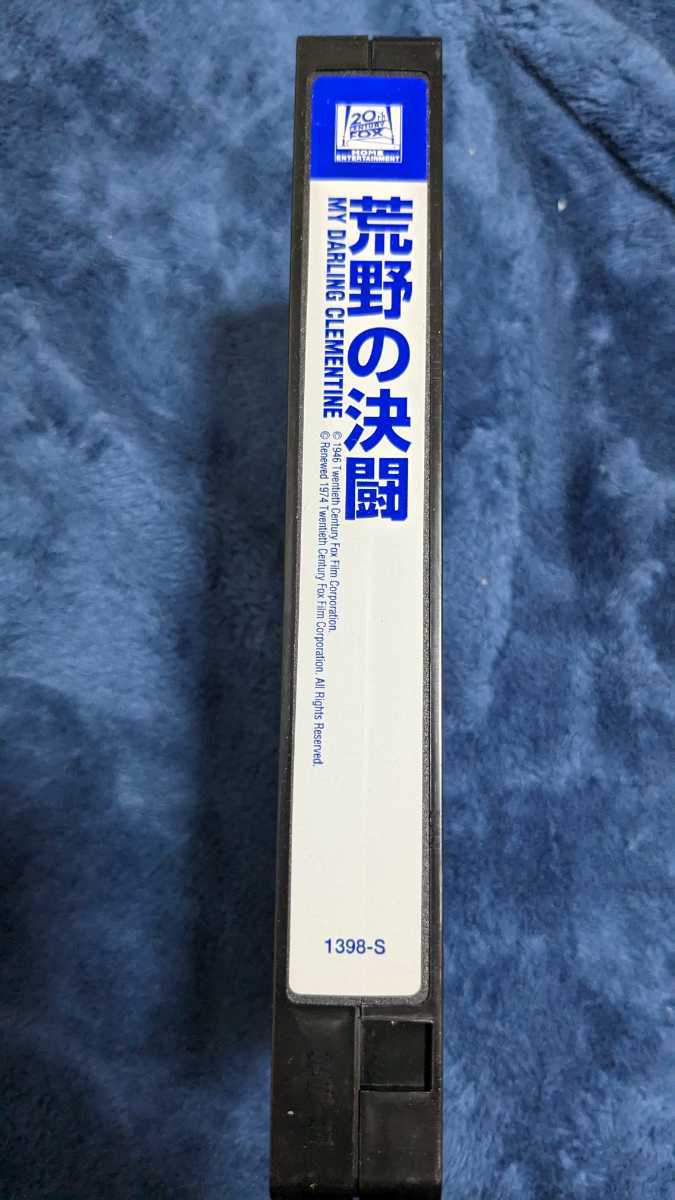 20th
CENTURY
FOX
HOME
ENTERTAINMENT
荒野の決闘
MY DARLING CLEMENTINE
© 1946 Twentieth Century Fox Film Corporation.
© Renewed 1974 Twentieth Century Fox Film Corporation. All Rights Reserved.
1398-S